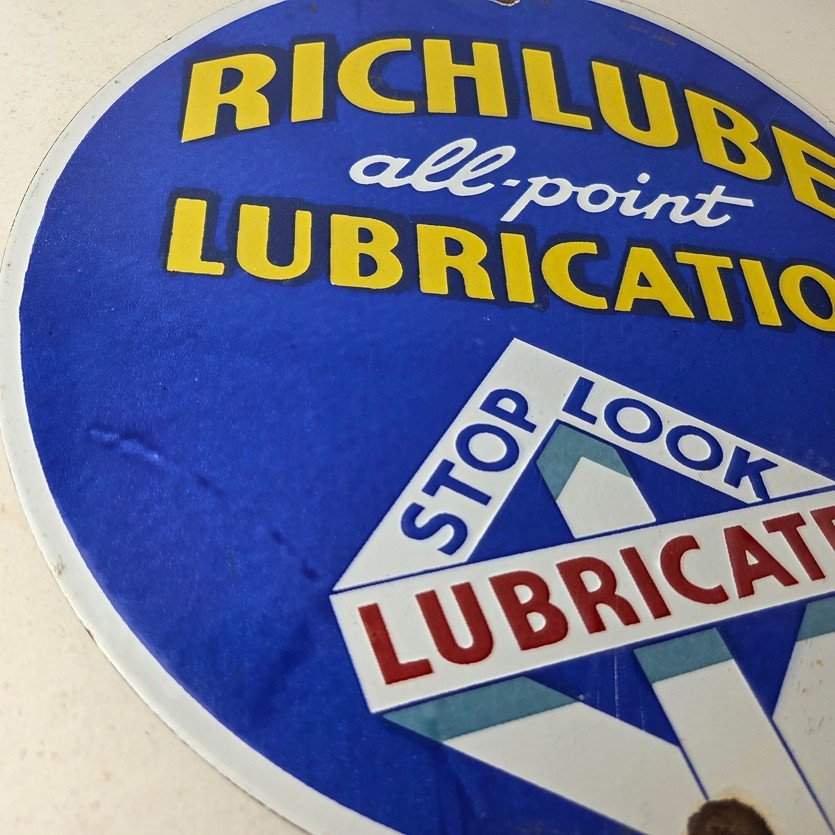 RICHLUBE
all-point
LUBRICATIO
STOP LOOK
LUBRICATE